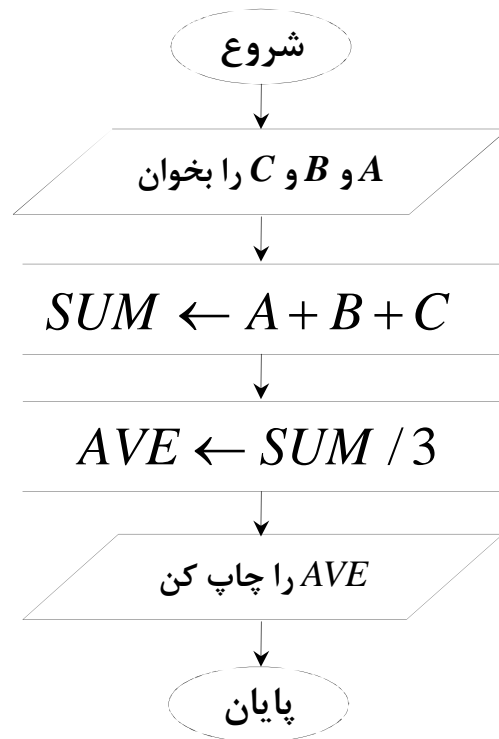 شروع
A و B و C را بخوان
SUM ← A + B + C
AVE ← SUM / 3
AVE را چاپ کن
پایان